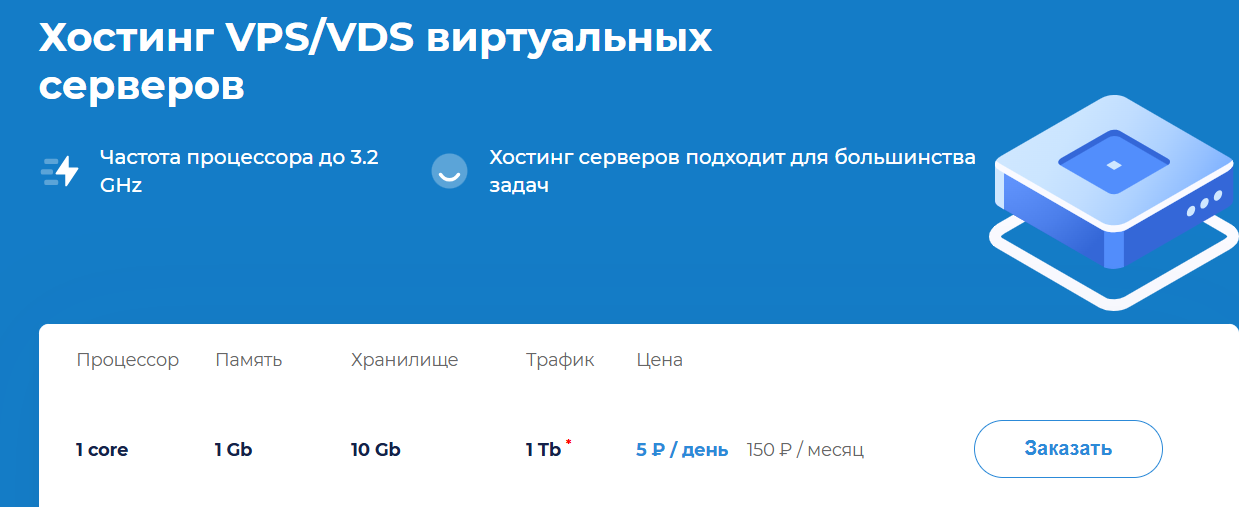 Хостинг VPS/VDS виртуальных
серверов
Частота процессора до 3.2
GHz
Хостинг серверов подходит для большинства
задач
Процессор Память Хранилище Трафик Цена
1 core 1 Gb 10 Gb 1 Tb * 5 ₽ / день 150 ₽ / месяц Заказать